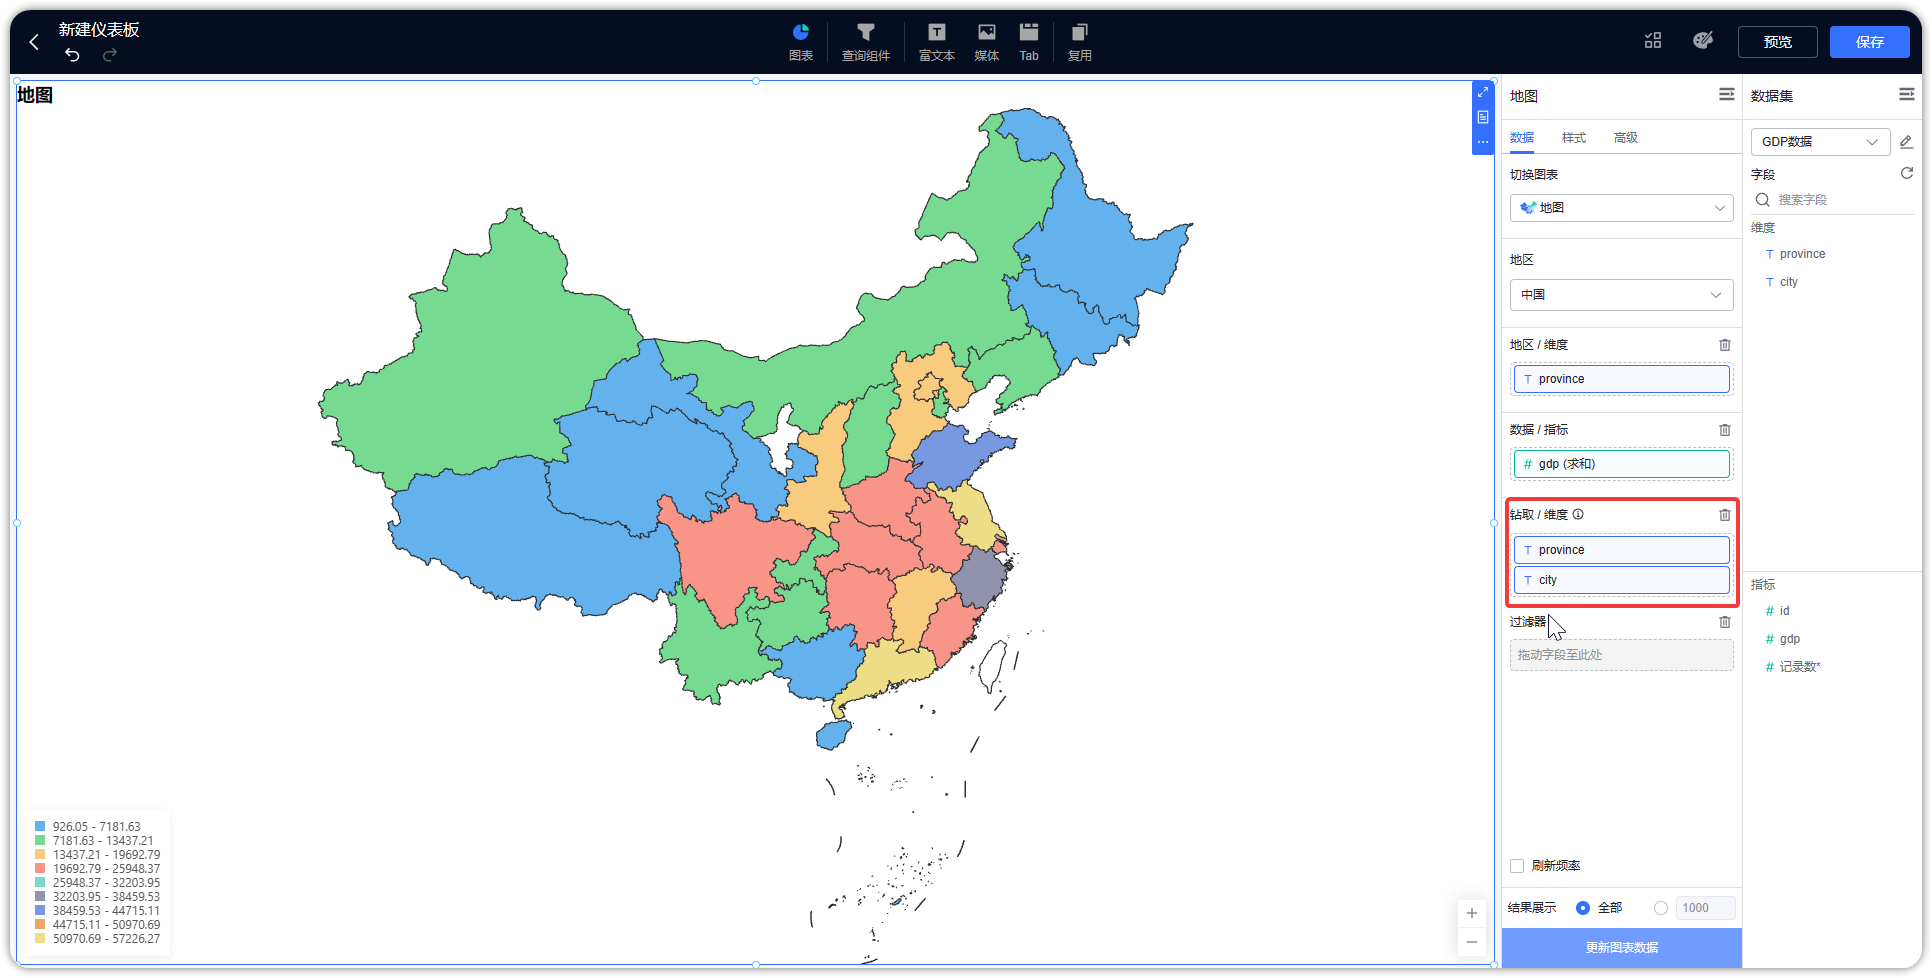 新建仪表板
图表
查询组件
富文本
媒体
Tab
复用
预览
保存
地图
926.05 - 7181.63
7181.63 - 13437.21
13437.21 - 19692.79
19692.79 - 25948.37
25948.37 - 32203.95
32203.95 - 38459.53
38459.53 - 44715.11
44715.11 - 50970.69
50970.69 - 57226.27
地图
数据 样式 高级
切换图表
地图
地区
中国
地区 / 维度
T province
数据 / 指标
# gdp (求和)
钻取 / 维度
T province
T city
过滤器
拖动字段至此处
刷新频率
结果展示 全部 1000
更新图表数据
数据集
GDP数据
字段
搜索字段
维度
T province
T city
指标
# id
# gdp
# 记录数*